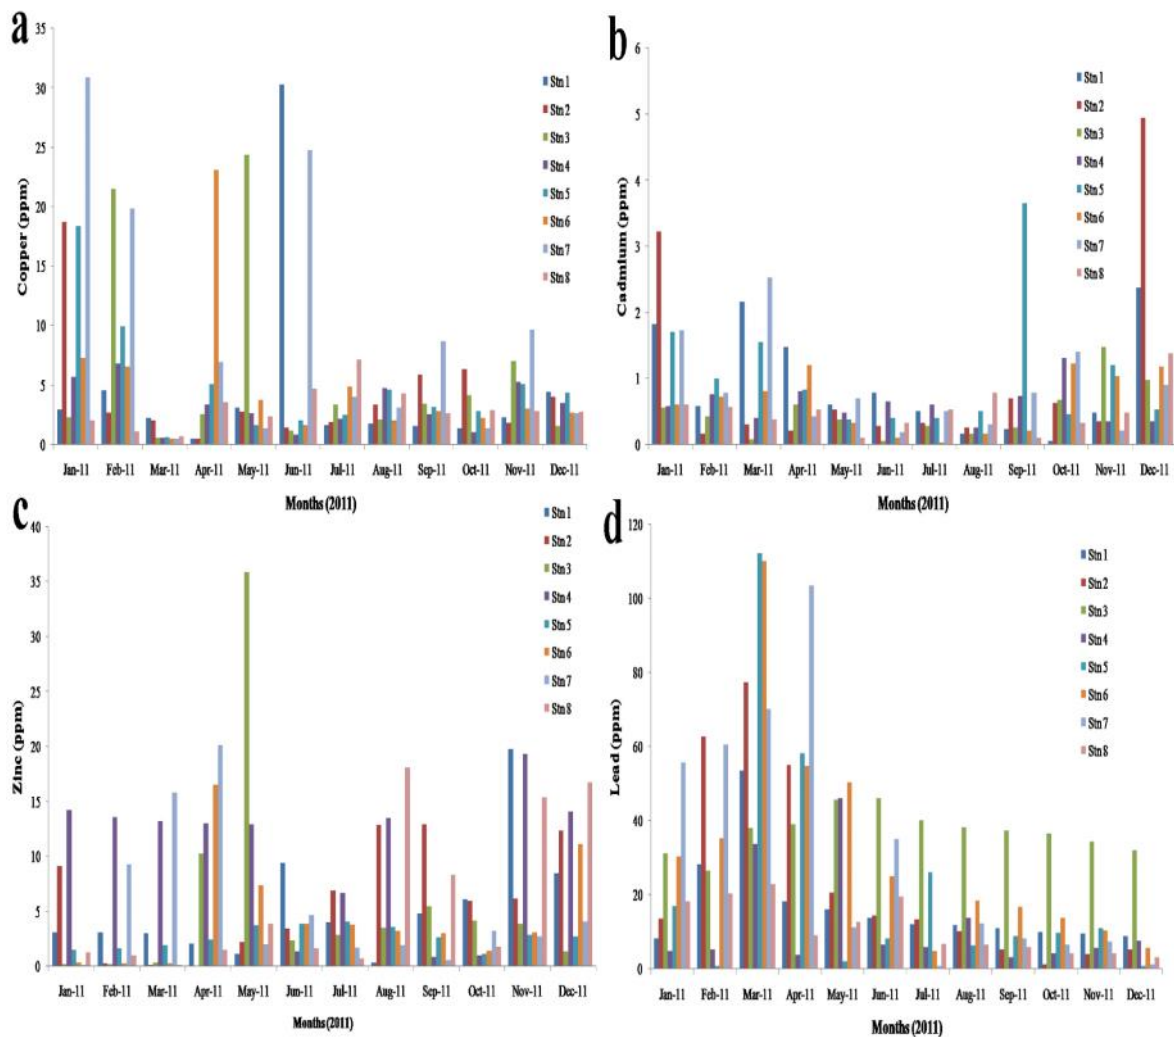 a
35
30
25
20
15
10
5
0
Copper (ppm)
Stn 1
Stn 2
Stn 3
Stn 4
Stn 5
Stn 6
Stn 7
Stn 8
Jan-11 Feb-11 Mar-11 Apr-11 May-11 Jun-11 Jul-11 Aug-11 Sep-11 Oct-11 Nov-11 Dec-11
Months (2011)
b
6
5
4
3
2
1
0
Cadmium (ppm)
Stn 1
Stn 2
Stn 3
Stn 4
Stn 5
Stn 6
Stn 7
Stn 8
Jan-11 Feb-11 Mar-11 Apr-11 May-11 Jun-11 Jul-11 Aug-11 Sep-11 Oct-11 Nov-11 Dec-11
Months (2011)
c
40
35
30
25
20
15
10
5
0
Zinc (ppm)
Stn 1
Stn 2
Stn 3
Stn 4
Stn 5
Stn 6
Stn 7
Stn 8
Jan-11 Feb-11 Mar-11 Apr-11 May-11 Jun-11 Jul-11 Aug-11 Sep-11 Oct-11 Nov-11 Dec-11
Months (2011)
d
120
100
80
60
40
20
0
Lead (ppm)
Stn 1
Stn 2
Stn 3
Stn 4
Stn 5
Stn 6
Stn 7
Stn 8
Jan-11 Feb-11 Mar-11 Apr-11 May-11 Jun-11 Jul-11 Aug-11 Sep-11 Oct-11 Nov-11 Dec-11
Months (2011)